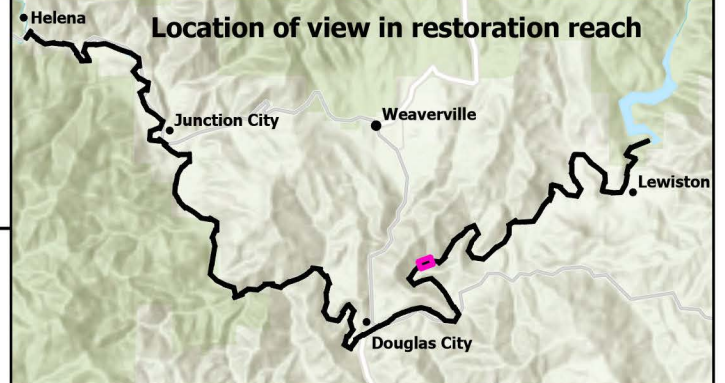 Location of view in restoration reach
Helena
Junction City
Weaverville
Lewiston
Douglas City